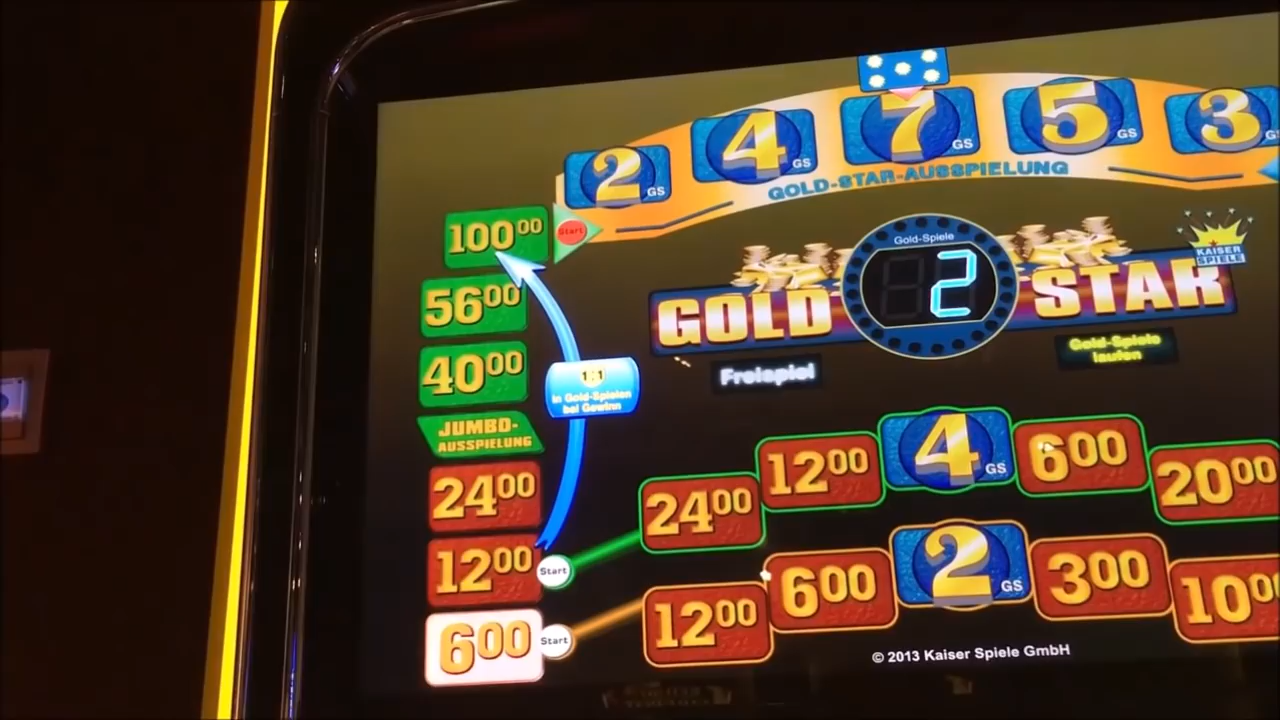 2 GS
4 GS
7 GS
5 GS
3 GS
GOLD-STAR-AUSSPIELUNG
100 00
Start
56 00
40 00
JUMBO-
AUSSPIELUNG
24 00
12 00
6 00
1:1
in Gold-Spielen
bei Gewinn
Gold-Spiele
2
GOLD STAR
KAISER
SPIELE
Freispiel
Gold-Spiele
laufen
Start
24 00
12 00
4 GS
6 00
20 00
Start
12 00
6 00
2 GS
3 00
10 00
© 2013 Kaiser Spiele GmbH